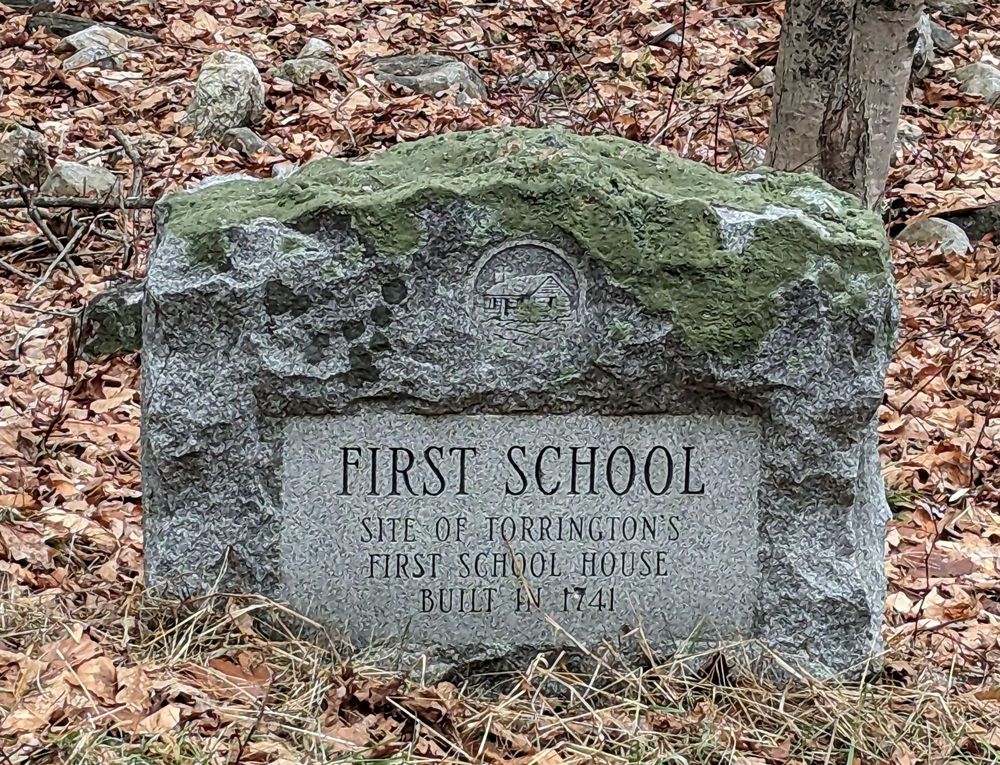 FIRST SCHOOL
SITE OF TORRINGTON'S
FIRST SCHOOL HOUSE
BUILT IN 1741